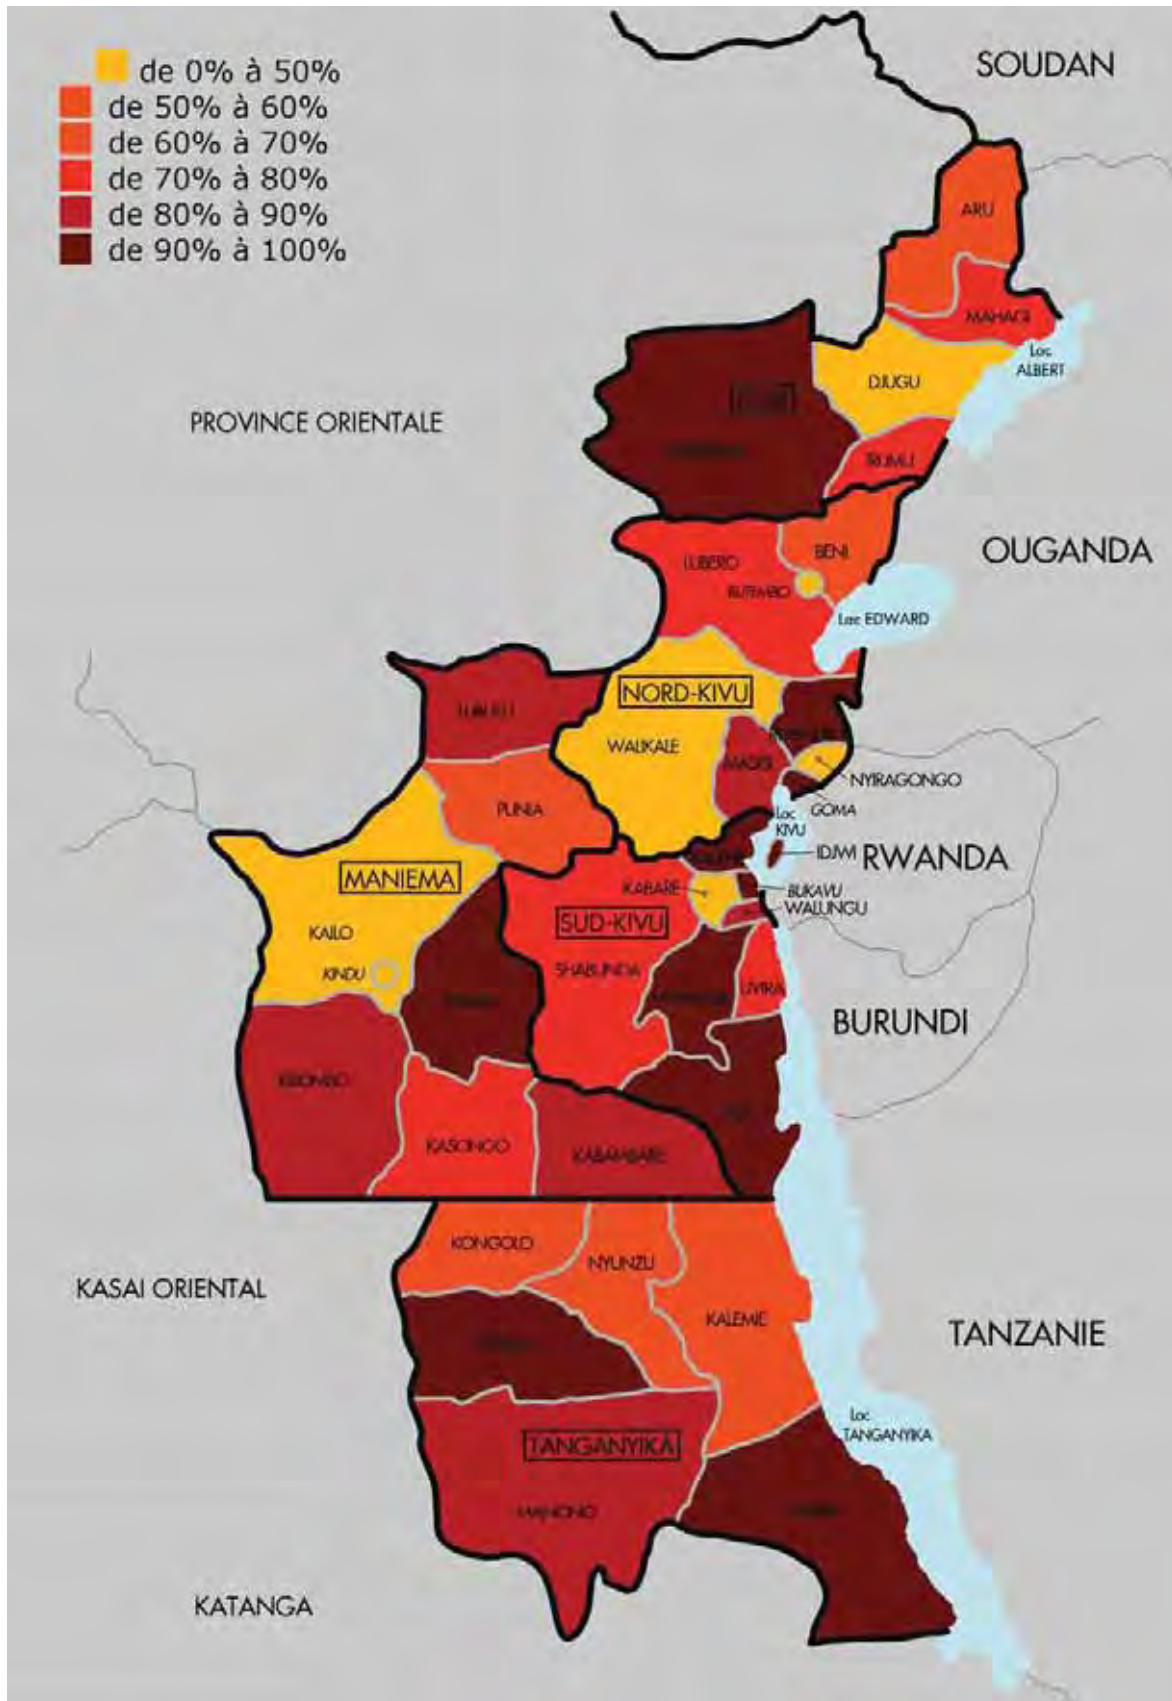 de 0% à 50%
de 50% à 60%
de 60% à 70%
de 70% à 80%
de 80% à 90%
de 90% à 100%
SOUDAN
ARU
MAHAGI
Lac
ALBERT
DJUGU
PROVINCE ORIENTALE
IRUMU
OUGANDA
BENI
LUBERO
BUTEMBO
Lac EDWARD
NORD-KIVU
WALIKALE
MASISI
NYIRAGONGO
GOMA
PUNIA
Lac
KIVU
IDJWI
RWANDA
MANIEMA
KABARE
BUKAVU
WALUNGU
SUD-KIVU
KAILO
KINDU
SHABUNDA
UVIRA
BURUNDI
KIBOMBO
KASONGO
KABAMBARE
KONGOLO
NYUNZU
KASAI ORIENTAL
KALEMIE
TANZANIE
Lac
TANGANYIKA
TANGANYIKA
MANONO
KATANGA